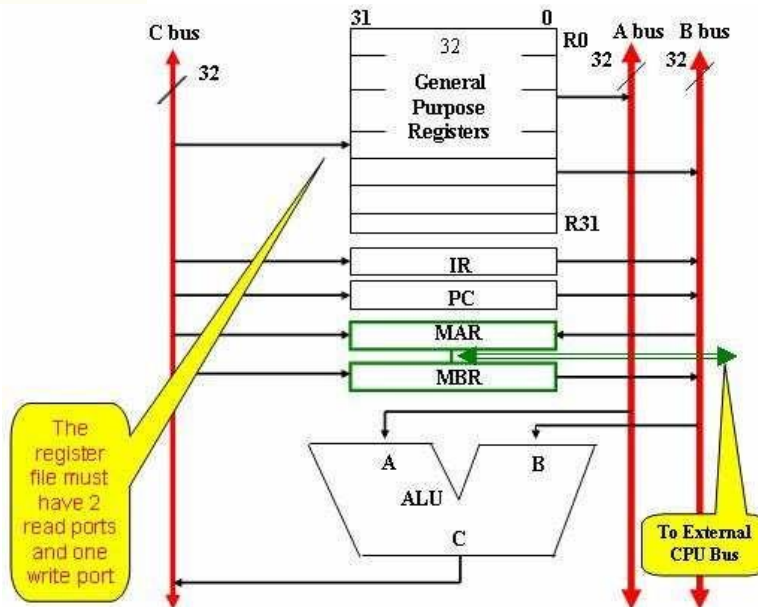 31 0
C bus
32
R0
A bus
B bus
32
32
32
General
Purpose
Registers
R31
IR
PC
MAR
MBR
A
B
ALU
C
The
register
file must
have 2
read ports
and one
write port
To External
CPU Bus